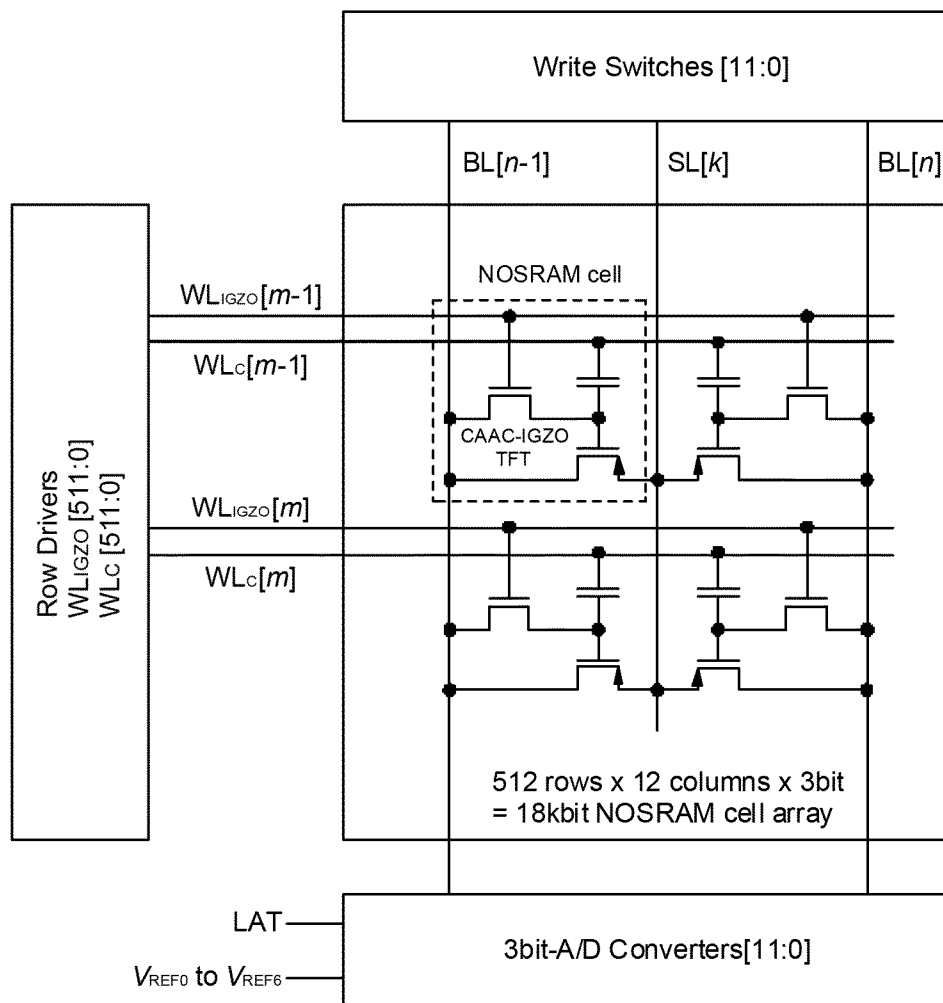 Write Switches [11:0]
BL[n-1]
SL[k]
BL[n]
NOSRAM cell
WLIGZO[m-1]
WLC[m-1]
CAAC-IGZO
TFT
WLIGZO[m]
WLC[m]
Row Drivers
WLIGZO [511:0]
WLC [511:0]
512 rows x 12 columns x 3bit
= 18kbit NOSRAM cell array
LAT
VREF0 to VREF6
3bit-A/D Converters[11:0]